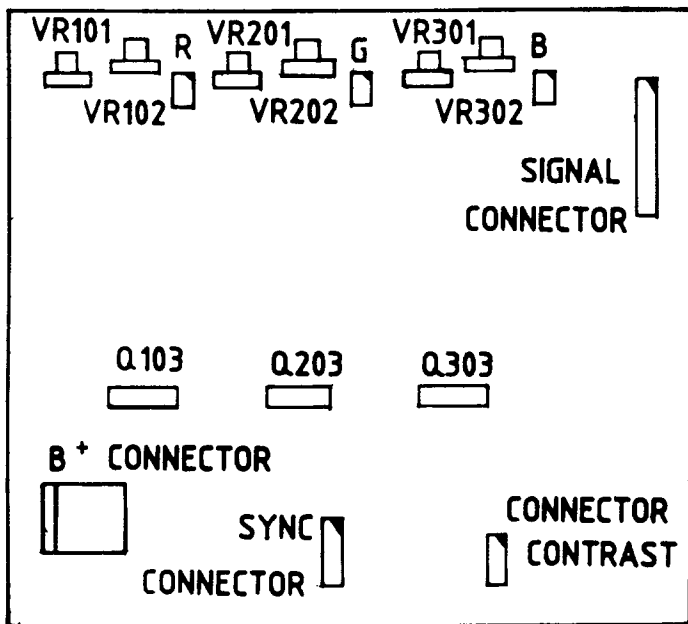 VR101 R VR201 G VR301 B
VR102 VR202 VR302
SIGNAL
CONNECTOR
Q103 Q203 Q303
B+ CONNECTOR
SYNC
CONNECTOR
CONNECTOR
CONTRAST